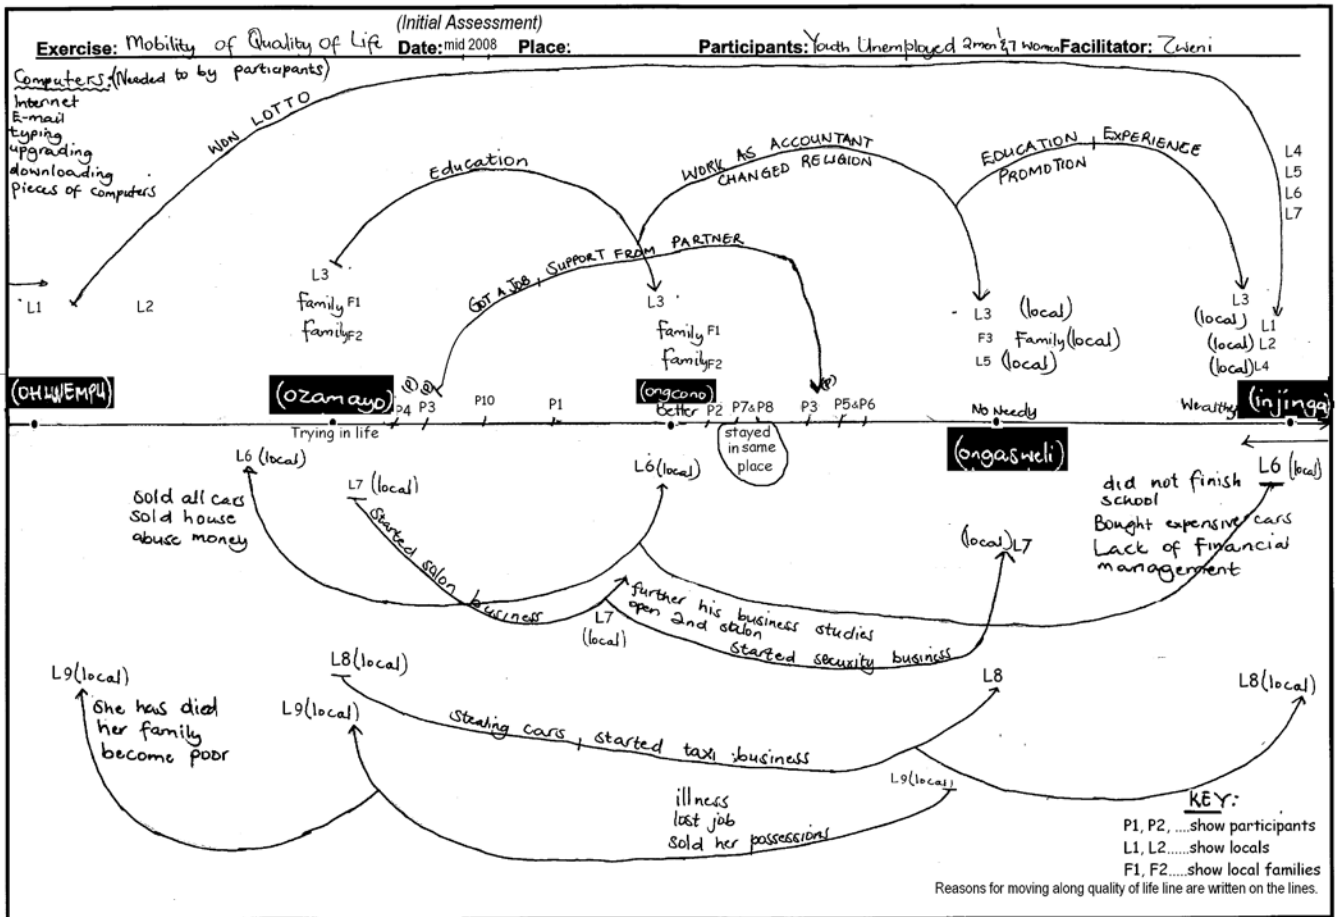 (Initial Assessment)
Exercise: Mobility of Quality of Life Date: mid 2008 Place: Participants: Youth Unemployed 2 men & 7 women Facilitator: Zweni
Computers: (Needed to by participants)
Internet
E-mail
typing
upgrading
downloading
pieces of computers
WON LOTTO
Education
WORK AS ACCOUNTANT
CHANGED RELIGION
EDUCATION, EXPERIENCE
PROMOTION
L4
L5
L6
L7
GOT A JOB, SUPPORT FROM PARTNER
L1
L2
L3
family F1
family F2
L3
family F1
family F2
L3 (local)
F3 Family (local)
L5 (local)
L3
(local)
L1
(local) L2
(local) L4
(OHLWEMPU)
(ozamayo)
(ongcono)
(injinga)
P4
P3
P10
P1
Better
P2
P7&P8
P3
P5&P6
No Needy
Wealthy
Trying in life
stayed
in same
place
(ongasweli)
L6 (local)
sold all cars
sold house
abuse money
L7 (local)
Started salon business
L6 (local)
L6 (local)
did not finish
school
Bought expensive cars
Lack of financial
management
(local) L7
further his business studies
open 2nd salon
L7
(local)
started security business
L9 (local)
She has died
her family
become poor
L8 (local)
L9 (local)
stealing cars, started taxi business
L8
L8 (local)
L9 (local)
illness
lost job
sold her possessions
KEY:
P1, P2, ....show participants
L1, L2......show locals
F1, F2.....show local families
Reasons for moving along quality of life line are written on the lines.